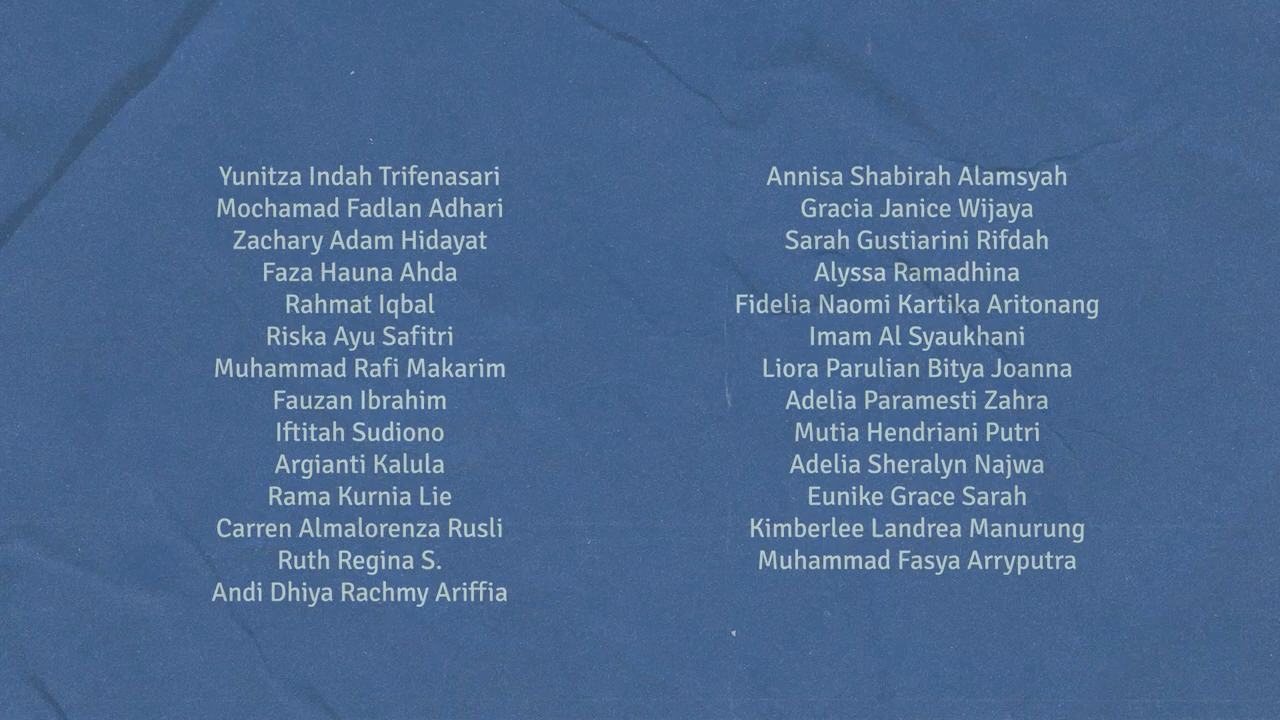 Yunitza Indah Trifenasari
Mochamad Fadlan Adhari
Zachary Adam Hidayat
Faza Hauna Ahda
Rahmat Iqbal
Riska Ayu Safitri
Muhammad Rafi Makarim
Fauzan Ibrahim
Iftitah Sudiono
Argianti Kalula
Rama Kurnia Lie
Carren Almalorenza Rusli
Ruth Regina S.
Andi Dhiya Rachmy Ariffia
Annisa Shabirah Alamsyah
Gracia Janice Wijaya
Sarah Gustiarini Rifdah
Alyssa Ramadhina
Fidelia Naomi Kartika Aritonang
Imam Al Syaukhani
Liora Parulian Bitya Joanna
Adelia Paramesti Zahra
Mutia Hendriani Putri
Adelia Sheralyn Najwa
Eunike Grace Sarah
Kimberlee Landrea Manurung
Muhammad Fasya Arryputra